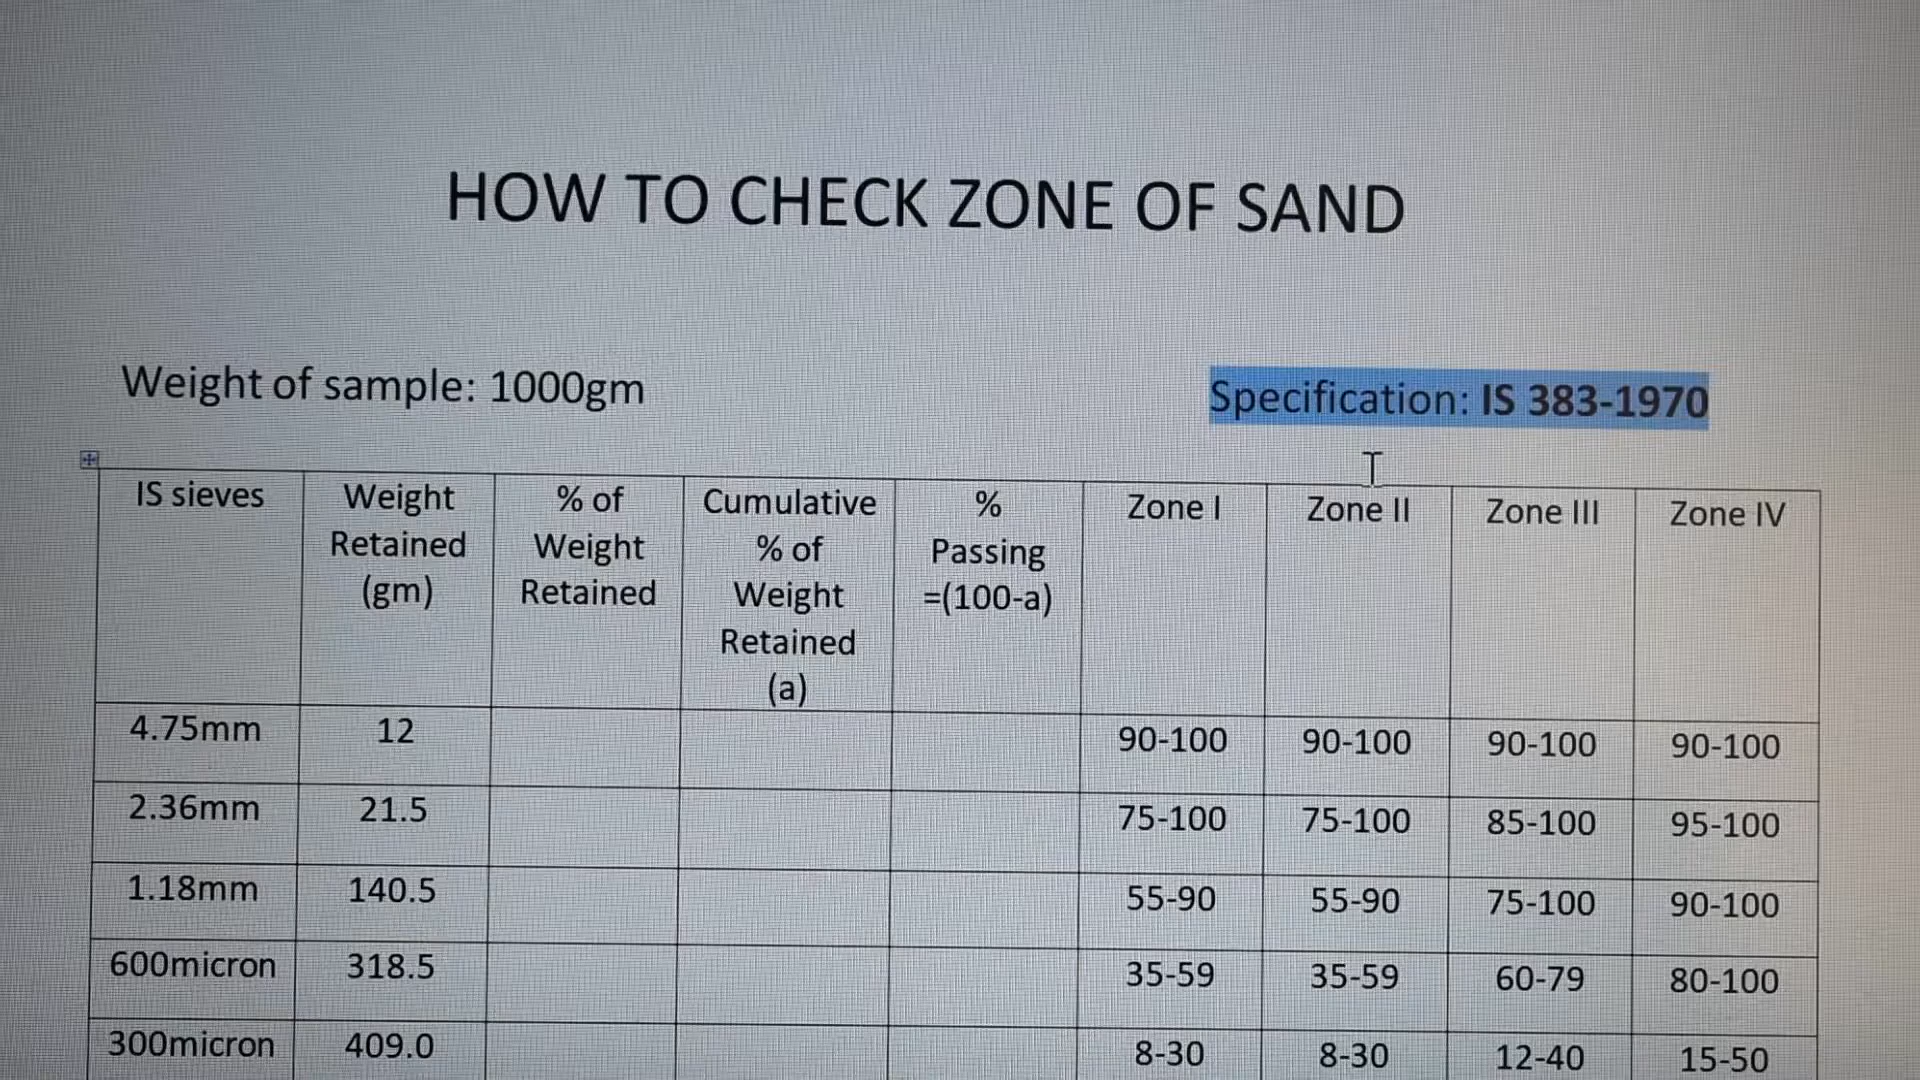 HOW TO CHECK ZONE OF SAND
Weight of sample: 1000gm
Specification: IS 383-1970
IS sieves
Weight Retained (gm)
% of Weight Retained
Cumulative % of Weight Retained (a)
% Passing =(100-a)
Zone I
Zone II
Zone III
Zone IV
4.75mm 12 90-100 90-100 90-100 90-100
2.36mm 21.5 75-100 75-100 85-100 95-100
1.18mm 140.5 55-90 55-90 75-100 90-100
600micron 318.5 35-59 35-59 60-79 80-100
300micron 409.0 8-30 8-30 12-40 15-50